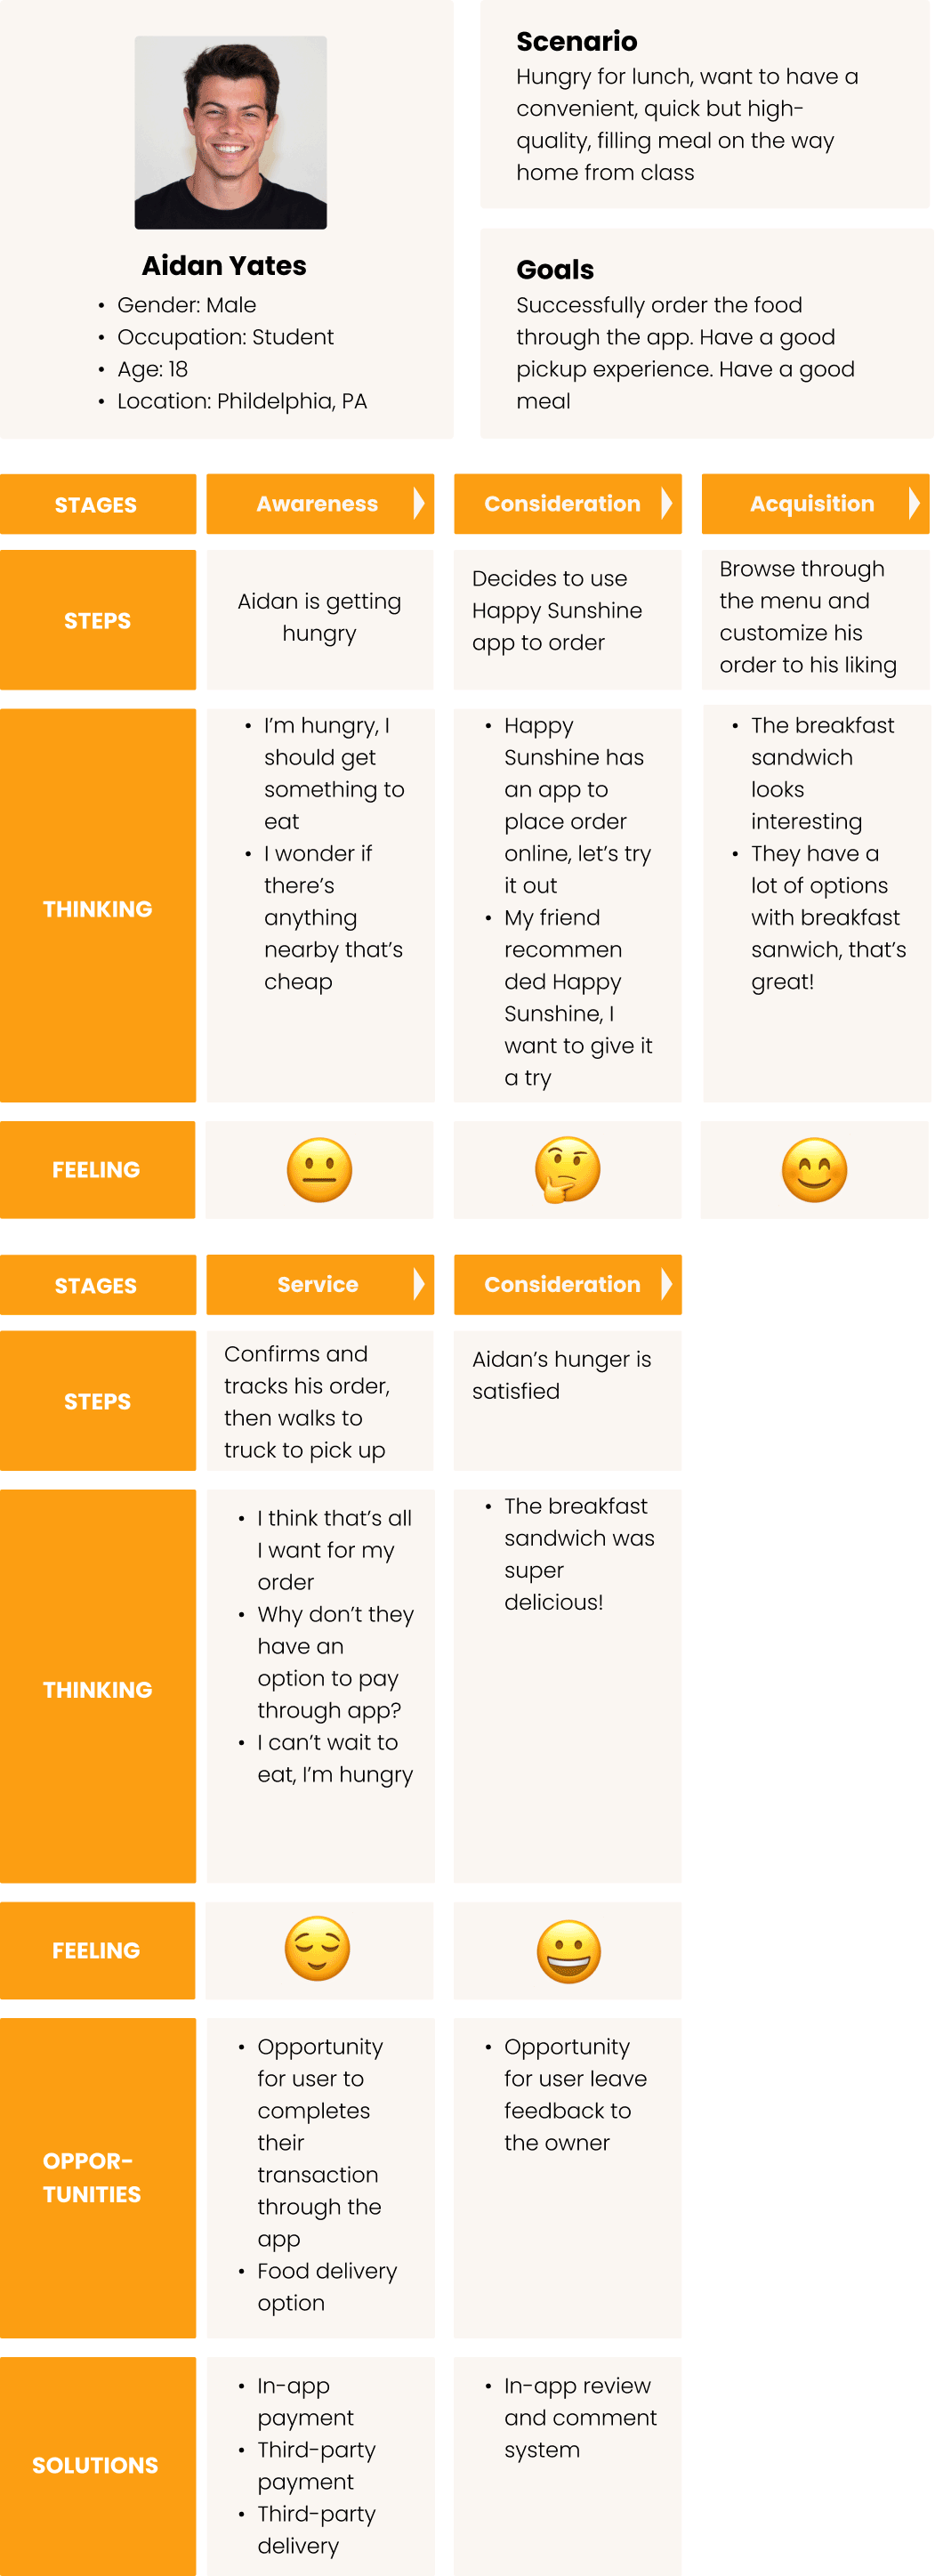 Aidan Yates
• Gender: Male
• Occupation: Student
• Age: 18
• Location: Phildelphia, PA
Scenario
Hungry for lunch, want to have a
convenient, quick but high-
quality, filling meal on the way
home from class
Goals
Successfully order the food
through the app. Have a good
pickup experience. Have a good
meal
STAGES
Awareness
Consideration
Acquisition
STEPS
Aidan is getting
hungry
Decides to use
Happy Sunshine
app to order
Browse through
the menu and
customize his
order to his liking
THINKING
• I'm hungry, I
should get
something to
eat
• I wonder if
there's
anything
nearby that's
cheap
• Happy
Sunshine has
an app to
place order
online, let's try
it out
• My friend
recommen
ded Happy
Sunshine, I
want to give it
a try
• The breakfast
sandwich
looks
interesting
• They have a
lot of options
with breakfast
sanwich, that's
great!
FEELING
STAGES
Service
Consideration
STEPS
Confirms and
tracks his order,
then walks to
truck to pick up
Aidan's hunger is
satisfied
THINKING
• I think that's all
I want for my
order
• Why don't they
have an
option to pay
through app?
• I can't wait to
eat, I'm hungry
• The breakfast
sandwich was
super
delicious!
FEELING
OPPOR-
TUNITIES
• Opportunity
for user to
completes
their
transaction
through the
app
• Food delivery
option
• Opportunity
for user leave
feedback to
the owner
SOLUTIONS
• In-app
payment
• Third-party
payment
• Third-party
delivery
• In-app review
and comment
system